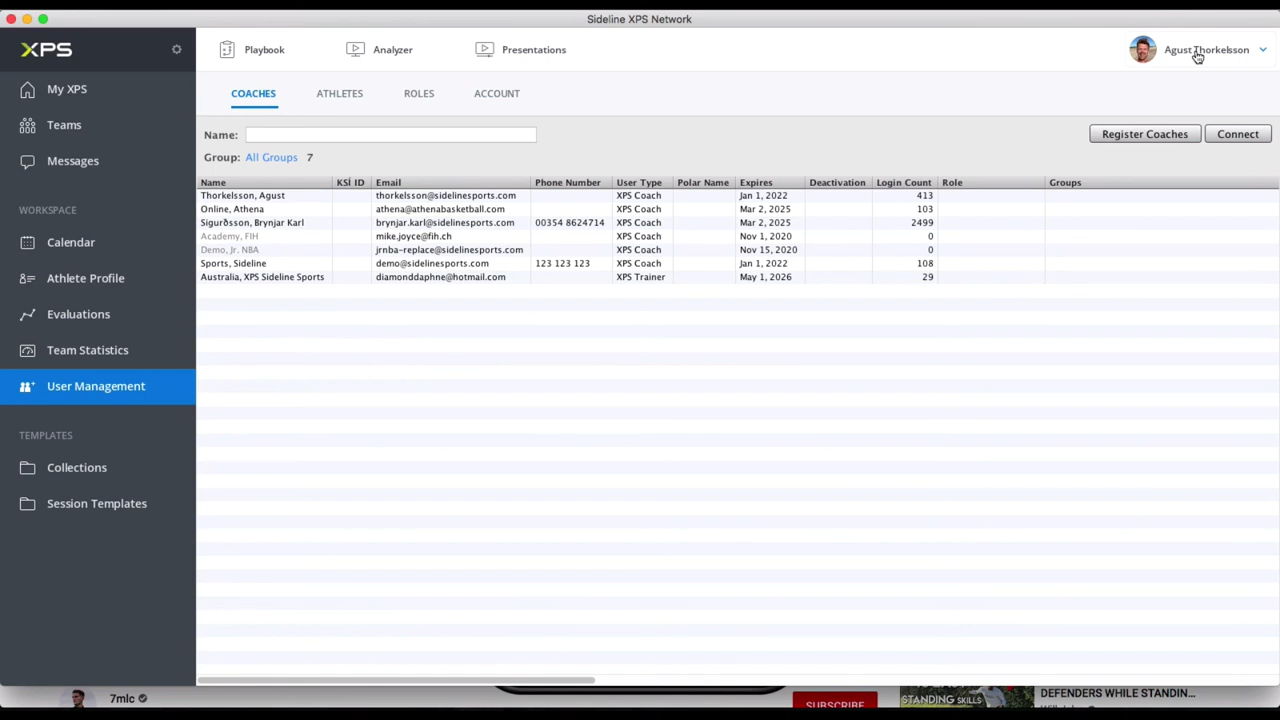 Sideline XPS Network
XPS
Playbook
Analyzer
Presentations
Agust Thorkelsson
My XPS
Teams
Messages
WORKSPACE
Calendar
Athlete Profile
Evaluations
Team Statistics
User Management
TEMPLATES
Collections
Session Templates
COACHES ATHLETES ROLES ACCOUNT
Name:
Register Coaches Connect
Group: All Groups 7
Name KSÍ ID Email Phone Number User Type Polar Name Expires Deactivation Login Count Role Groups
Thorkelsson, Agust thorkelsson@sidelinesports.com XPS Coach Jan 1, 2022 413
Online, Athena athena@athenabasketball.com XPS Coach Mar 2, 2025 103
Sigurðsson, Brynjar Karl brynjar.karl@sidelinesports.com 00354 8624714 XPS Coach Mar 2, 2025 2499
Academy, FIH mike.joyce@fih.ch XPS Coach Nov 1, 2020 0
Demo, Jr. NBA jrnba-replace@sidelinesports.com XPS Coach Nov 15, 2020 0
Sports, Sideline demo@sidelinesports.com 123 123 123 XPS Coach Jan 1, 2022 108
Australia, XPS Sideline Sports diamonddaphne@hotmail.com XPS Trainer May 1, 2026 29
7mlc
SUBSCRIBE
STANDING SKILLS
DEFENDERS WHILE STANDIN...